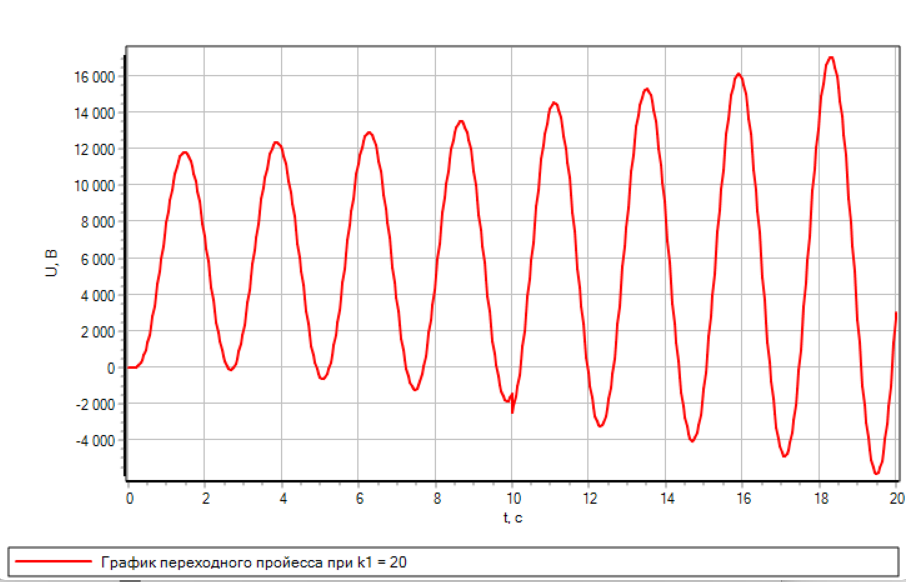 16 000
14 000
12 000
10 000
8 000
6 000
4 000
2 000
0
-2 000
-4 000
U, В
0 2 4 6 8 10 12 14 16 18 20
t, с
График переходного пройесса при k1 = 20